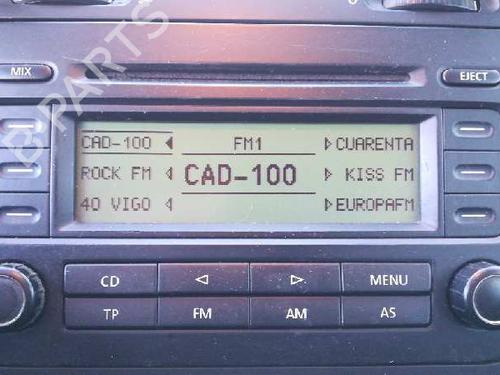 MIX
EJECT
CAD-100 FM1 CUARENTA
ROCK FM CAD-100 KISS FM
40 VIGO EUROPAFM
CD MENU
TP FM AM AS
B PARTS